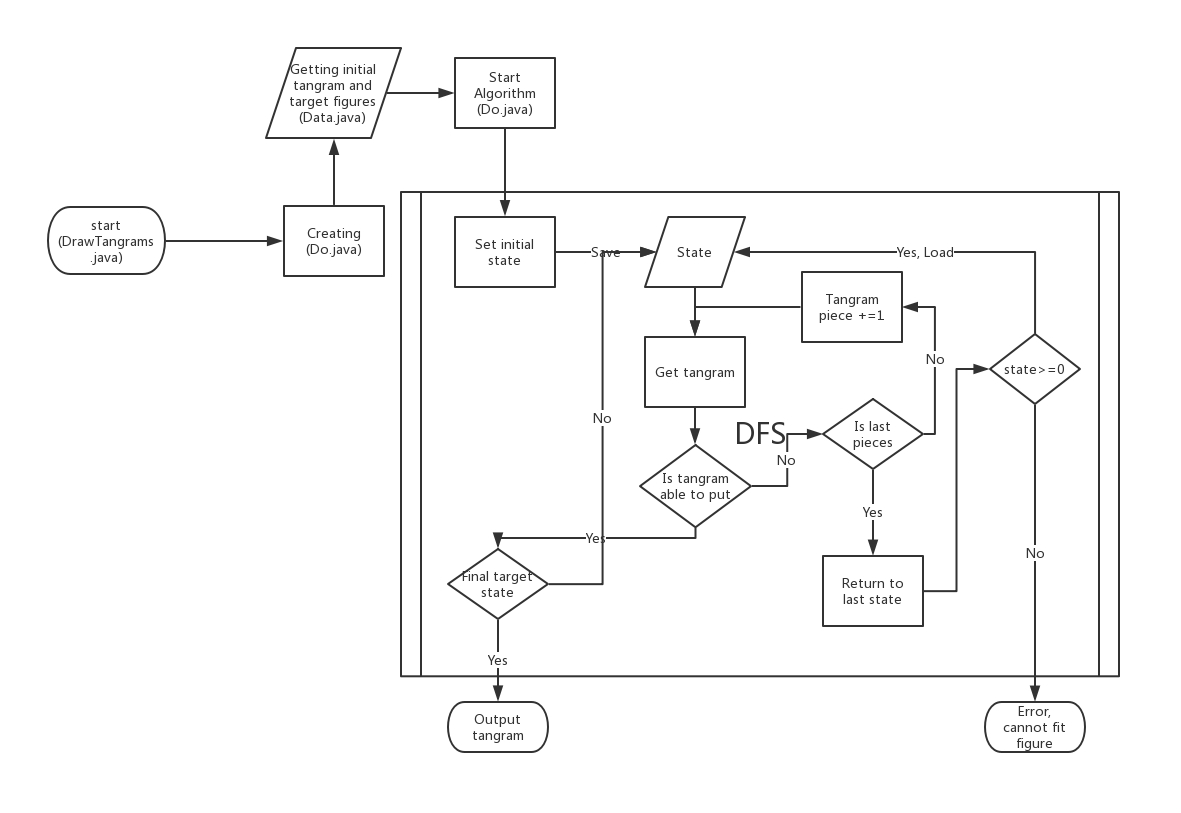 Getting initial
tangram and
target figures
(Data.java)
Start
Algorithm
(Do.java)
start
(DrawTangrams
.java)
Creating
(Do.java)
Set initial
state
Save
State
Yes, Load
Tangram
piece +=1
Get tangram
state>=0
No
No
DFS
Is last
pieces
No
Is tangram
able to put
Yes
Yes
No
Final target
state
Return to
last state
Yes
Output
tangram
Error,
cannot fit
figure